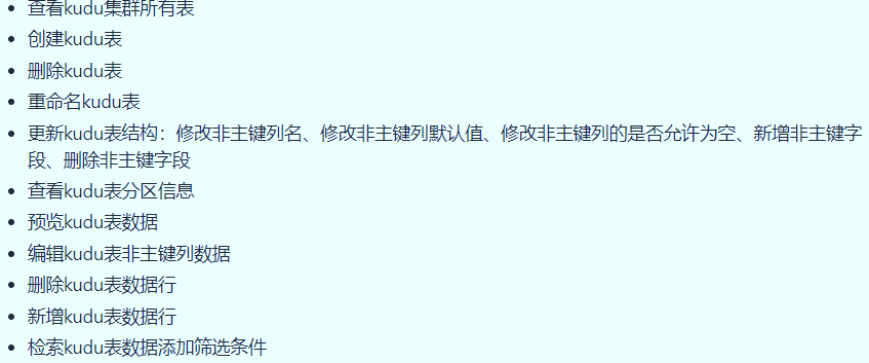 查看kudu集群所有表
创建kudu表
删除kudu表
重命名kudu表
更新kudu表结构：修改非主键列名、修改非主键列默认值、修改非主键列的是否允许为空、新增非主键字
段、删除非主键字段
查看kudu表分区信息
预览kudu表数据
编辑kudu表非主键列数据
删除kudu表数据行
新增kudu表数据行
检索kudu表数据添加筛选条件